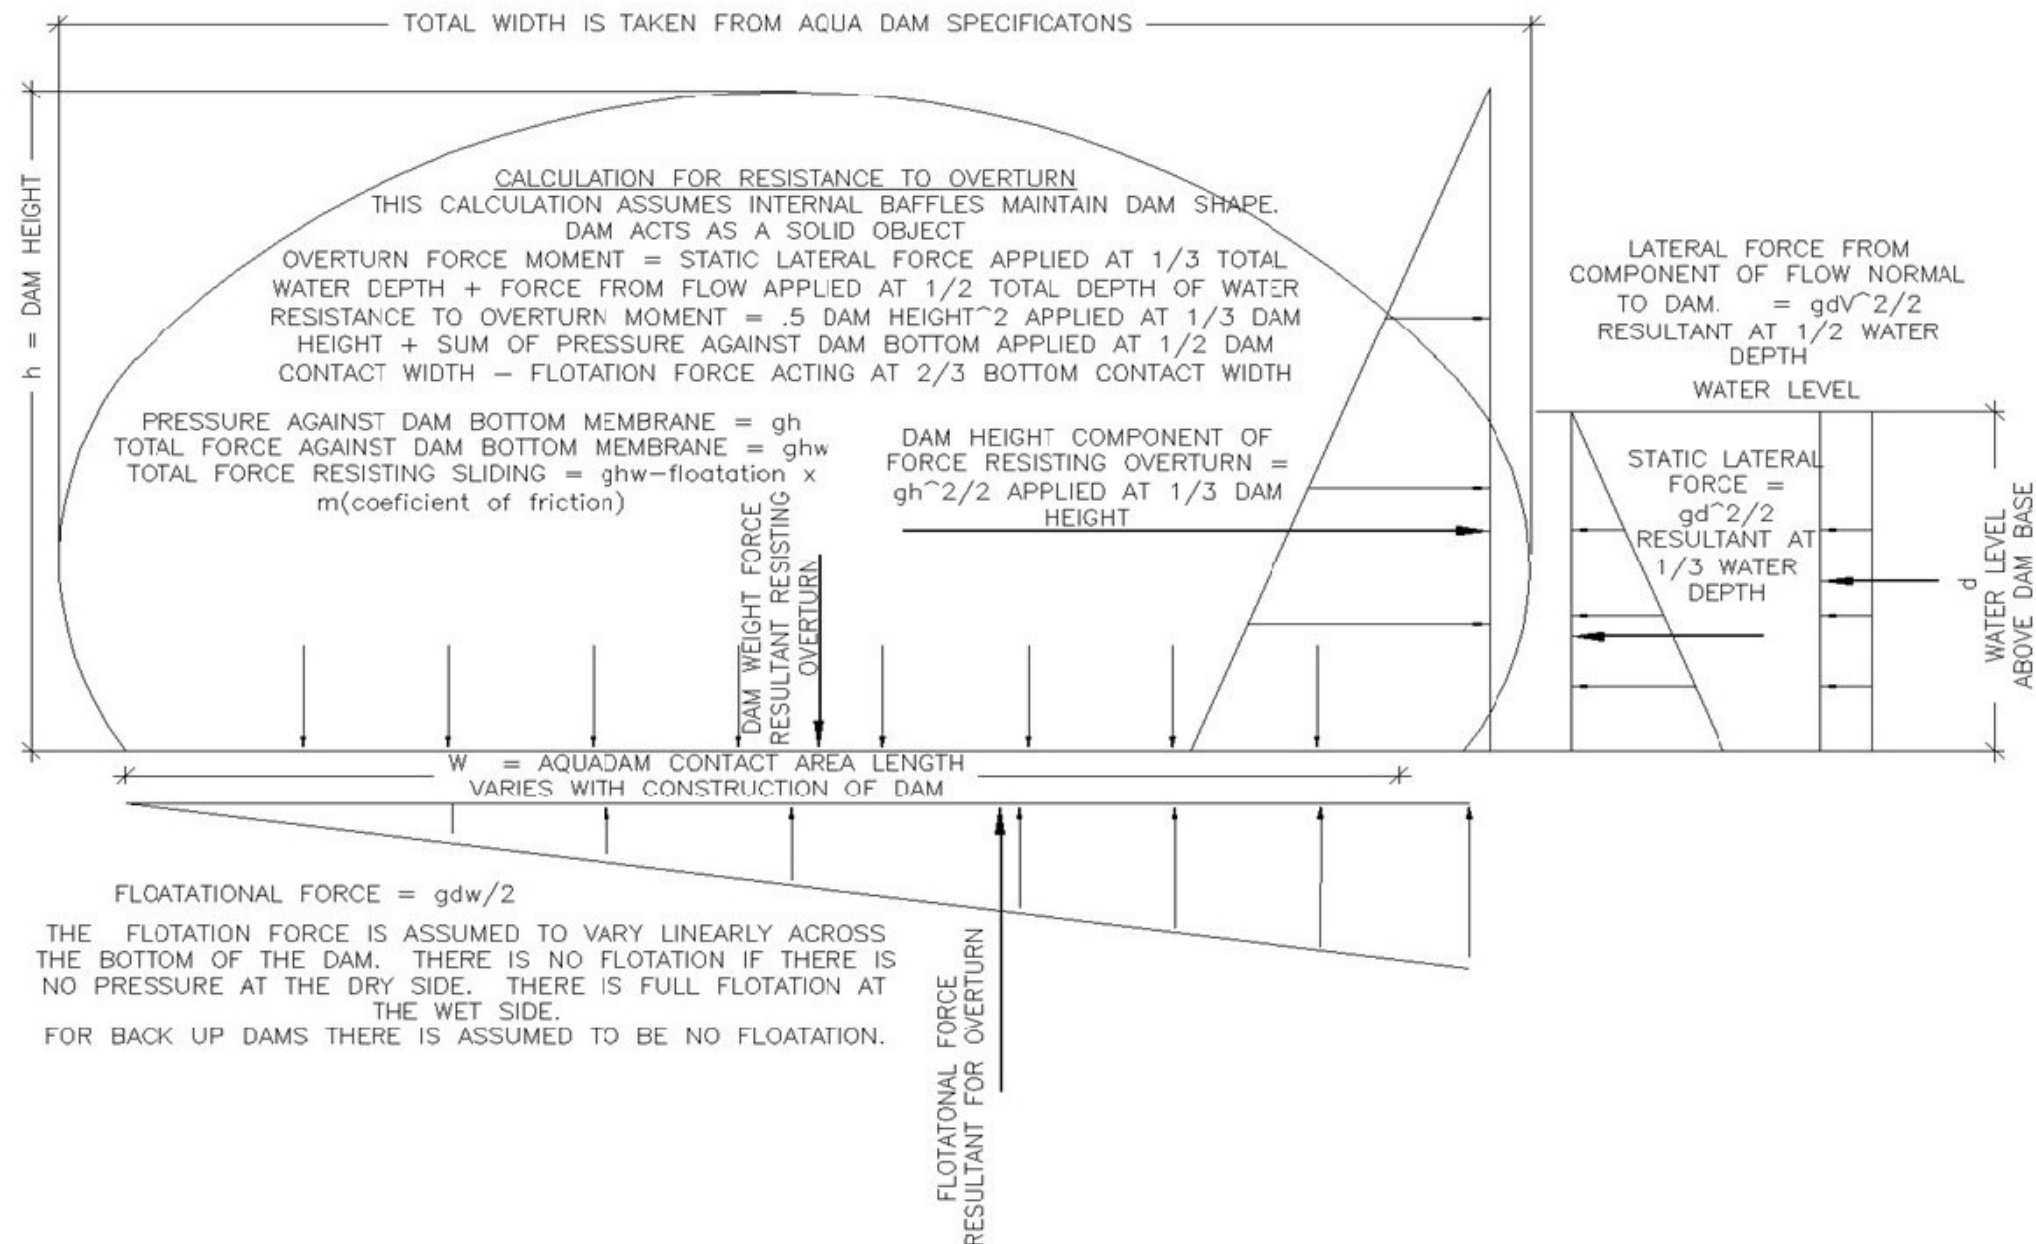 TOTAL WIDTH IS TAKEN FROM AQUA DAM SPECIFICATONS
h = DAM HEIGHT
CALCULATION FOR RESISTANCE TO OVERTURN
THIS CALCULATION ASSUMES INTERNAL BAFFLES MAINTAIN DAM SHAPE.
DAM ACTS AS A SOLID OBJECT
OVERTURN FORCE MOMENT = STATIC LATERAL FORCE APPLIED AT 1/3 TOTAL
WATER DEPTH + FORCE FROM FLOW APPLIED AT 1/2 TOTAL DEPTH OF WATER
RESISTANCE TO OVERTURN MOMENT = .5 DAM HEIGHT^2 APPLIED AT 1/3 DAM
HEIGHT + SUM OF PRESSURE AGAINST DAM BOTTOM APPLIED AT 1/2 DAM
CONTACT WIDTH – FLOTATION FORCE ACTING AT 2/3 BOTTOM CONTACT WIDTH
PRESSURE AGAINST DAM BOTTOM MEMBRANE = gh
TOTAL FORCE AGAINST DAM BOTTOM MEMBRANE = ghw
TOTAL FORCE RESISTING SLIDING = ghw–floatation x
m(coeficient of friction)
DAM WEIGHT FORCE
RESULTANT RESISTING
OVERTURN
DAM HEIGHT COMPONENT OF
FORCE RESISTING OVERTURN =
gh^2/2 APPLIED AT 1/3 DAM
HEIGHT
LATERAL FORCE FROM
COMPONENT OF FLOW NORMAL
TO DAM. = gdV^2/2
RESULTANT AT 1/2 WATER
DEPTH
WATER LEVEL
STATIC LATERAL
FORCE =
gd^2/2
RESULTANT AT
1/3 WATER
DEPTH
d
WATER LEVEL
ABOVE DAM BASE
W = AQUADAM CONTACT AREA LENGTH
VARIES WITH CONSTRUCTION OF DAM
FLOATATIONAL FORCE = gdw/2
THE FLOTATION FORCE IS ASSUMED TO VARY LINEARLY ACROSS
THE BOTTOM OF THE DAM. THERE IS NO FLOTATION IF THERE IS
NO PRESSURE AT THE DRY SIDE. THERE IS FULL FLOTATION AT
THE WET SIDE.
FOR BACK UP DAMS THERE IS ASSUMED TO BE NO FLOATATION.
FLOTATONAL FORCE
RESULTANT FOR OVERTURN